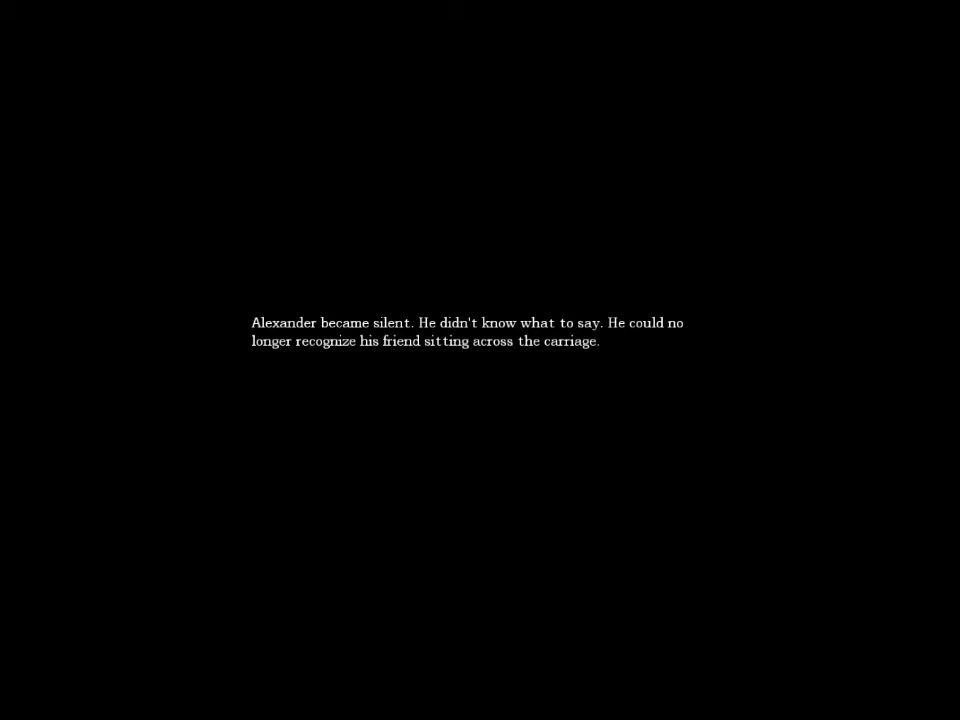 Alexander became silent. He didn't know what to say. He could no
longer recognize his friend sitting across the carriage.